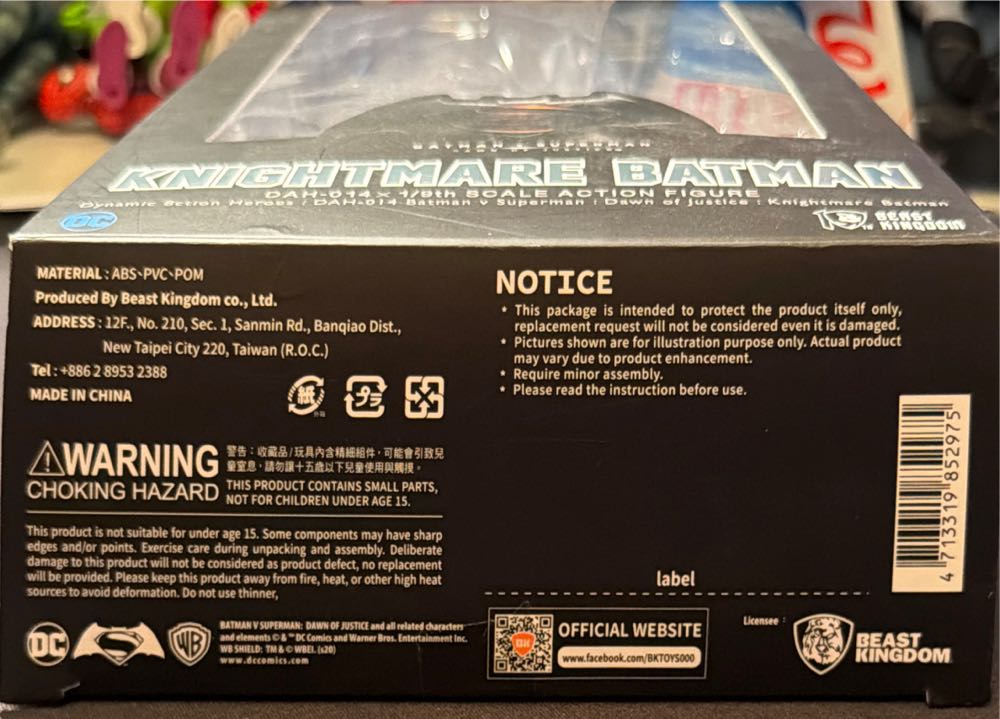 BATMAN V SUPERMAN
KNIGHTMARE BATMAN
DAH-014 < 1/9th SCALE ACTION FIGURE
Dynamic 8ction Heroes : DAH-014 Batman v Superman : Dawn of Justice : Knightmare Batman
DC
BEAST
KINGDOM
MATERIAL : ABS、PVC、POM
Produced By Beast Kingdom co., Ltd.
ADDRESS : 12F., No. 210, Sec. 1, Sanmin Rd., Banqiao Dist.,
New Taipei City 220, Taiwan (R.O.C.)
Tel : +886 2 8953 2388
MADE IN CHINA
紙
外箱
プラ
WARNING
CHOKING HAZARD
警告：收藏品/玩具內含精細組件，可能會引致兒
童窒息，請勿讓十五歲以下兒童使用與觸摸。
THIS PRODUCT CONTAINS SMALL PARTS,
NOT FOR CHILDREN UNDER AGE 15.
This product is not suitable for under age 15. Some components may have sharp
edges and/or points. Exercise care during unpacking and assembly. Deliberate
damage to this product will not be considered as product defect, no replacement
will be provided. Please keep this product away from fire, heat, or other high heat
sources to avoid deformation. Do not use thinner,
DC
WB
BATMAN V SUPERMAN: DAWN OF JUSTICE and all related characters
and elements © & ™ DC Comics and Warner Bros. Entertainment Inc.
WB SHIELD: TM & © WBEI. (s20)
www.dccomics.com
NOTICE
* This package is intended to protect the product itself only,
replacement request will not be considered even it is damaged.
* Pictures shown are for illustration purpose only. Actual product
may vary due to product enhancement.
* Require minor assembly.
* Please read the instruction before use.
4 713319 852975
label
BK
OFFICIAL WEBSITE
www.facebook.com/BKTOYS000
Licensee :
BEAST
KINGDOM